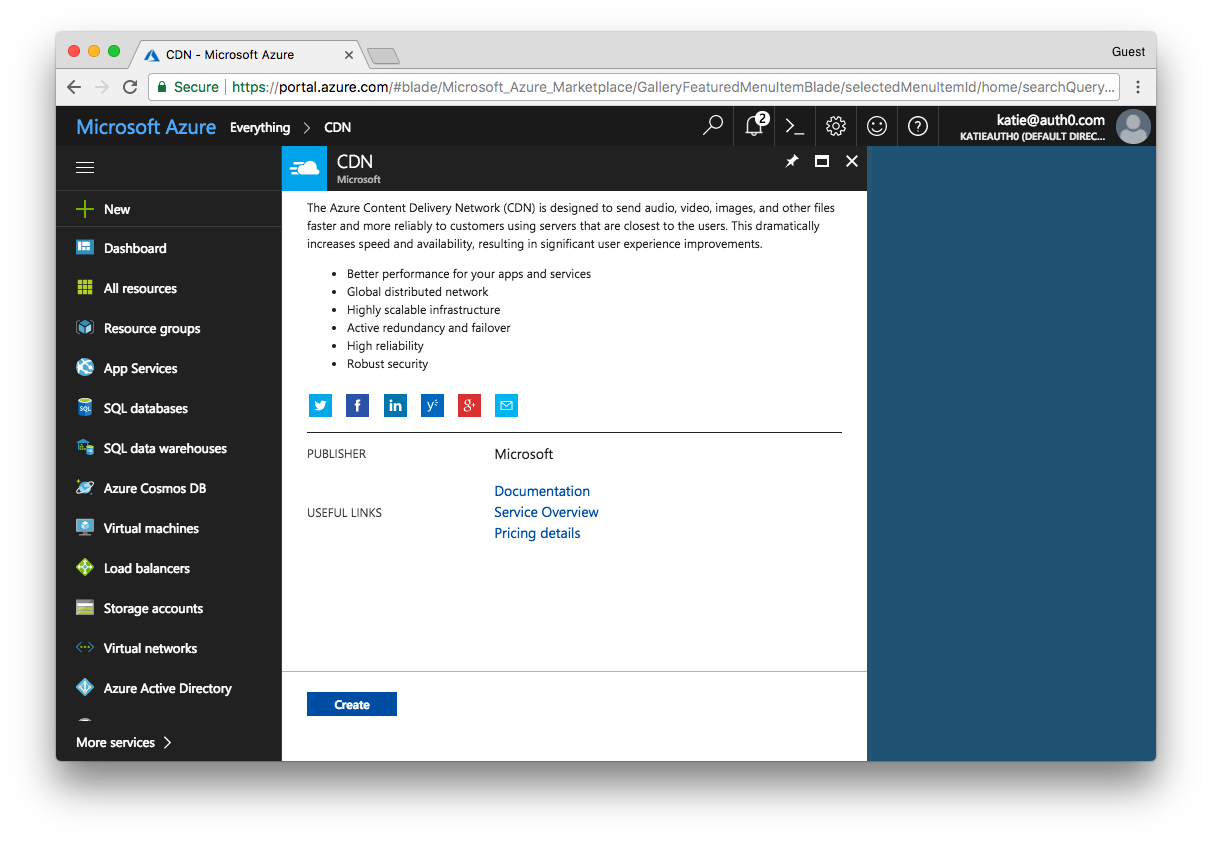 CDN - Microsoft Azure
Guest
Secure
https://portal.azure.com/#blade/Microsoft_Azure_Marketplace/GalleryFeaturedMenuItemBlade/selectedMenuItemId/home/searchQuery...
Microsoft Azure
Everything > CDN
2
katie@auth0.com
KATIEAUTH0 (DEFAULT DIREC...
New
Dashboard
All resources
Resource groups
App Services
SQL
SQL databases
SQL data warehouses
Azure Cosmos DB
Virtual machines
Load balancers
Storage accounts
Virtual networks
Azure Active Directory
More services
CDN
Microsoft
The Azure Content Delivery Network (CDN) is designed to send audio, video, images, and other files
faster and more reliably to customers using servers that are closest to the users. This dramatically
increases speed and availability, resulting in significant user experience improvements.
• Better performance for your apps and services
• Global distributed network
• Highly scalable infrastructure
• Active redundancy and failover
• High reliability
• Robust security
PUBLISHER
Microsoft
USEFUL LINKS
Documentation
Service Overview
Pricing details
Create